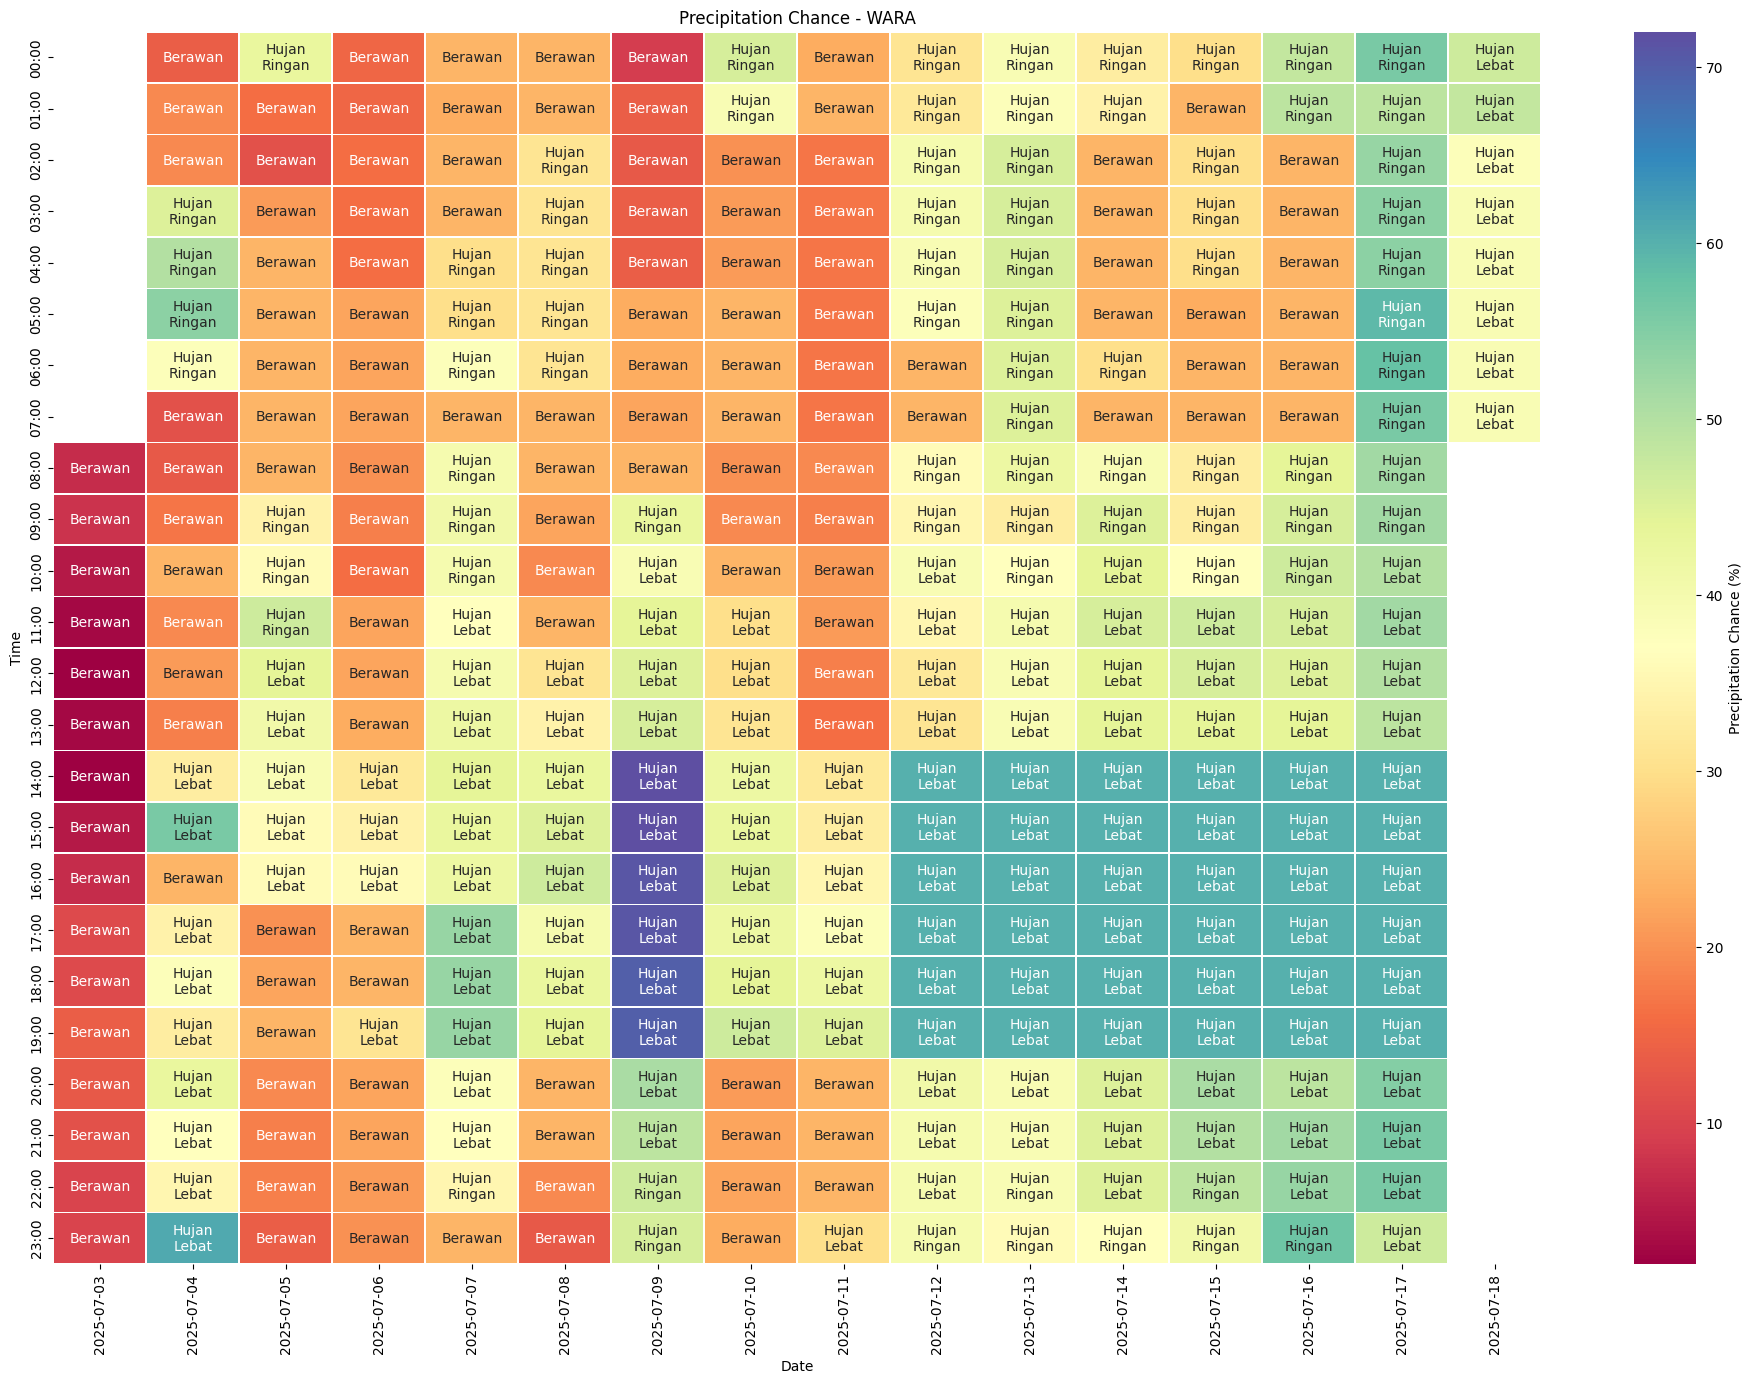 Precipitation Chance - WARA
Time
00:00 Berawan Hujan Ringan Berawan Berawan Berawan Berawan Hujan Ringan Berawan Hujan Ringan Hujan Ringan Hujan Ringan Hujan Ringan Hujan Ringan Hujan Ringan Hujan Lebat
01:00 Berawan Berawan Berawan Berawan Berawan Berawan Hujan Ringan Berawan Hujan Ringan Hujan Ringan Hujan Ringan Berawan Hujan Ringan Hujan Ringan Hujan Lebat
02:00 Berawan Berawan Berawan Berawan Hujan Ringan Berawan Berawan Berawan Hujan Ringan Hujan Ringan Berawan Hujan Ringan Berawan Hujan Ringan Hujan Lebat
03:00 Hujan Ringan Berawan Berawan Berawan Hujan Ringan Berawan Berawan Berawan Hujan Ringan Hujan Ringan Berawan Hujan Ringan Berawan Hujan Ringan Hujan Lebat
04:00 Hujan Ringan Berawan Berawan Hujan Ringan Hujan Ringan Berawan Berawan Berawan Hujan Ringan Hujan Ringan Berawan Hujan Ringan Berawan Hujan Ringan Hujan Lebat
05:00 Hujan Ringan Berawan Berawan Hujan Ringan Hujan Ringan Berawan Berawan Berawan Hujan Ringan Hujan Ringan Berawan Berawan Berawan Hujan Ringan Hujan Lebat
06:00 Hujan Ringan Berawan Berawan Hujan Ringan Hujan Ringan Berawan Berawan Berawan Berawan Hujan Ringan Hujan Ringan Berawan Berawan Hujan Ringan Hujan Lebat
07:00 Berawan Berawan Berawan Berawan Berawan Berawan Berawan Berawan Berawan Hujan Ringan Berawan Berawan Berawan Hujan Ringan Hujan Lebat
08:00 Berawan Berawan Berawan Berawan Hujan Ringan Berawan Berawan Berawan Berawan Hujan Ringan Hujan Ringan Hujan Ringan Hujan Ringan Hujan Ringan Hujan Ringan
09:00 Berawan Berawan Hujan Ringan Berawan Hujan Ringan Berawan Hujan Ringan Berawan Berawan Hujan Ringan Hujan Ringan Hujan Ringan Hujan Ringan Hujan Ringan Hujan Ringan
10:00 Berawan Berawan Hujan Ringan Berawan Hujan Ringan Berawan Hujan Lebat Berawan Berawan Hujan Lebat Hujan Ringan Hujan Lebat Hujan Ringan Hujan Ringan Hujan Lebat
11:00 Berawan Berawan Hujan Ringan Berawan Hujan Lebat Berawan Hujan Lebat Hujan Lebat Berawan Hujan Lebat Hujan Lebat Hujan Lebat Hujan Lebat Hujan Lebat Hujan Lebat
12:00 Berawan Berawan Hujan Lebat Berawan Hujan Lebat Hujan Lebat Hujan Lebat Hujan Lebat Berawan Hujan Lebat Hujan Lebat Hujan Lebat Hujan Lebat Hujan Lebat Hujan Lebat
13:00 Berawan Berawan Hujan Lebat Berawan Hujan Lebat Hujan Lebat Hujan Lebat Hujan Lebat Berawan Hujan Lebat Hujan Lebat Hujan Lebat Hujan Lebat Hujan Lebat Hujan Lebat
14:00 Berawan Hujan Lebat Hujan Lebat Hujan Lebat Hujan Lebat Hujan Lebat Hujan Lebat Hujan Lebat Hujan Lebat Hujan Lebat Hujan Lebat Hujan Lebat Hujan Lebat Hujan Lebat Hujan Lebat
15:00 Berawan Hujan Lebat Hujan Lebat Hujan Lebat Hujan Lebat Hujan Lebat Hujan Lebat Hujan Lebat Hujan Lebat Hujan Lebat Hujan Lebat Hujan Lebat Hujan Lebat Hujan Lebat Hujan Lebat
16:00 Berawan Berawan Hujan Lebat Hujan Lebat Hujan Lebat Hujan Lebat Hujan Lebat Hujan Lebat Hujan Lebat Hujan Lebat Hujan Lebat Hujan Lebat Hujan Lebat Hujan Lebat Hujan Lebat
17:00 Berawan Hujan Lebat Berawan Berawan Hujan Lebat Hujan Lebat Hujan Lebat Hujan Lebat Hujan Lebat Hujan Lebat Hujan Lebat Hujan Lebat Hujan Lebat Hujan Lebat Hujan Lebat
18:00 Berawan Hujan Lebat Berawan Berawan Hujan Lebat Hujan Lebat Hujan Lebat Hujan Lebat Hujan Lebat Hujan Lebat Hujan Lebat Hujan Lebat Hujan Lebat Hujan Lebat Hujan Lebat
19:00 Berawan Hujan Lebat Berawan Hujan Lebat Hujan Lebat Hujan Lebat Hujan Lebat Hujan Lebat Hujan Lebat Hujan Lebat Hujan Lebat Hujan Lebat Hujan Lebat Hujan Lebat Hujan Lebat
20:00 Berawan Hujan Lebat Berawan Berawan Hujan Lebat Berawan Hujan Lebat Berawan Berawan Hujan Lebat Hujan Lebat Hujan Lebat Hujan Lebat Hujan Lebat Hujan Lebat
21:00 Berawan Hujan Lebat Berawan Berawan Hujan Lebat Berawan Hujan Lebat Berawan Berawan Hujan Lebat Hujan Lebat Hujan Lebat Hujan Lebat Hujan Lebat Hujan Lebat
22:00 Berawan Hujan Lebat Berawan Berawan Hujan Ringan Berawan Hujan Ringan Berawan Berawan Hujan Lebat Hujan Ringan Hujan Lebat Hujan Ringan Hujan Lebat Hujan Lebat
23:00 Berawan Hujan Lebat Berawan Berawan Berawan Berawan Hujan Ringan Berawan Hujan Lebat Hujan Ringan Hujan Ringan Hujan Ringan Hujan Ringan Hujan Ringan Hujan Lebat
2025-07-03 2025-07-04 2025-07-05 2025-07-06 2025-07-07 2025-07-08 2025-07-09 2025-07-10 2025-07-11 2025-07-12 2025-07-13 2025-07-14 2025-07-15 2025-07-16 2025-07-17 2025-07-18
Date
70
60
50
40
30
20
10
Precipitation Chance (%)